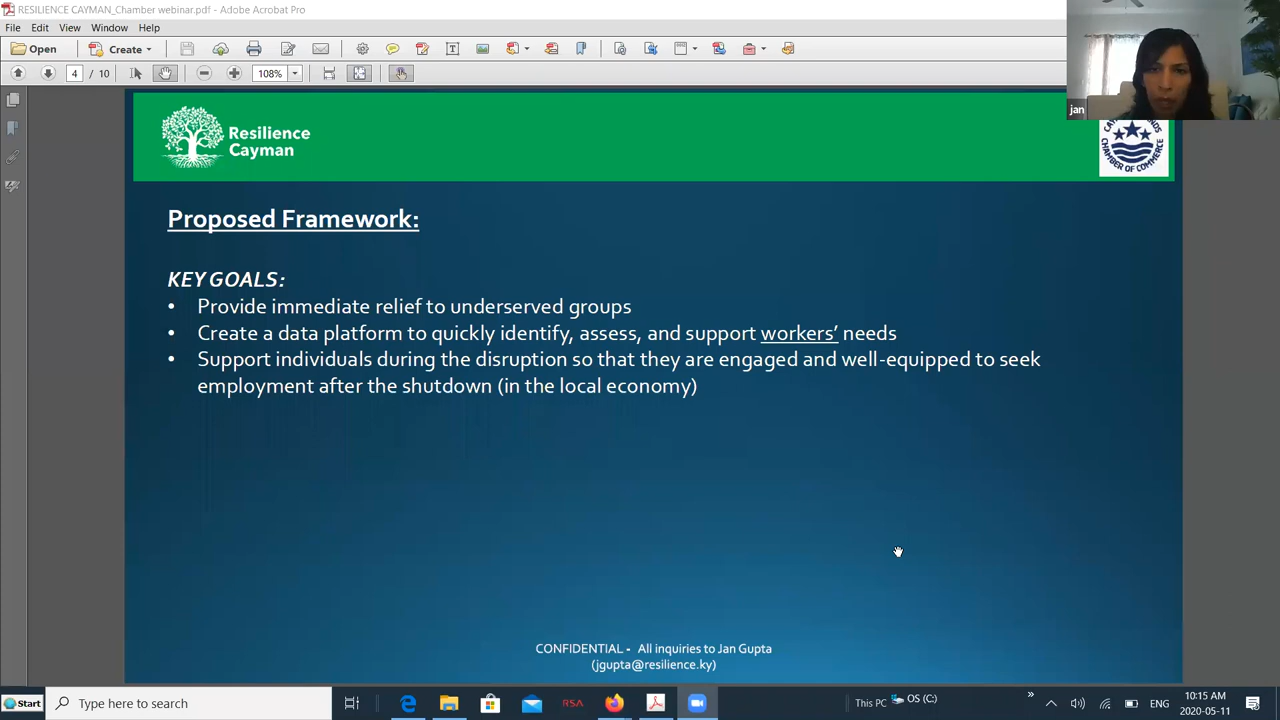 RESILIENCE CAYMAN_Chamber webinar.pdf - Adobe Acrobat Pro
File Edit View Window Help
Open Create
4 / 10 108%
jan
Resilience
Cayman
CHAMBER OF COMMERCE
Proposed Framework:
KEY GOALS:
• Provide immediate relief to underserved groups
• Create a data platform to quickly identify, assess, and support workers’ needs
• Support individuals during the disruption so that they are engaged and well-equipped to seek
employment after the shutdown (in the local economy)
CONFIDENTIAL - All inquiries to Jan Gupta
(jgupta@resilience.ky)
Start Type here to search RSA This PC OS (C:) » ENG 10:15 AM
2020-05-11